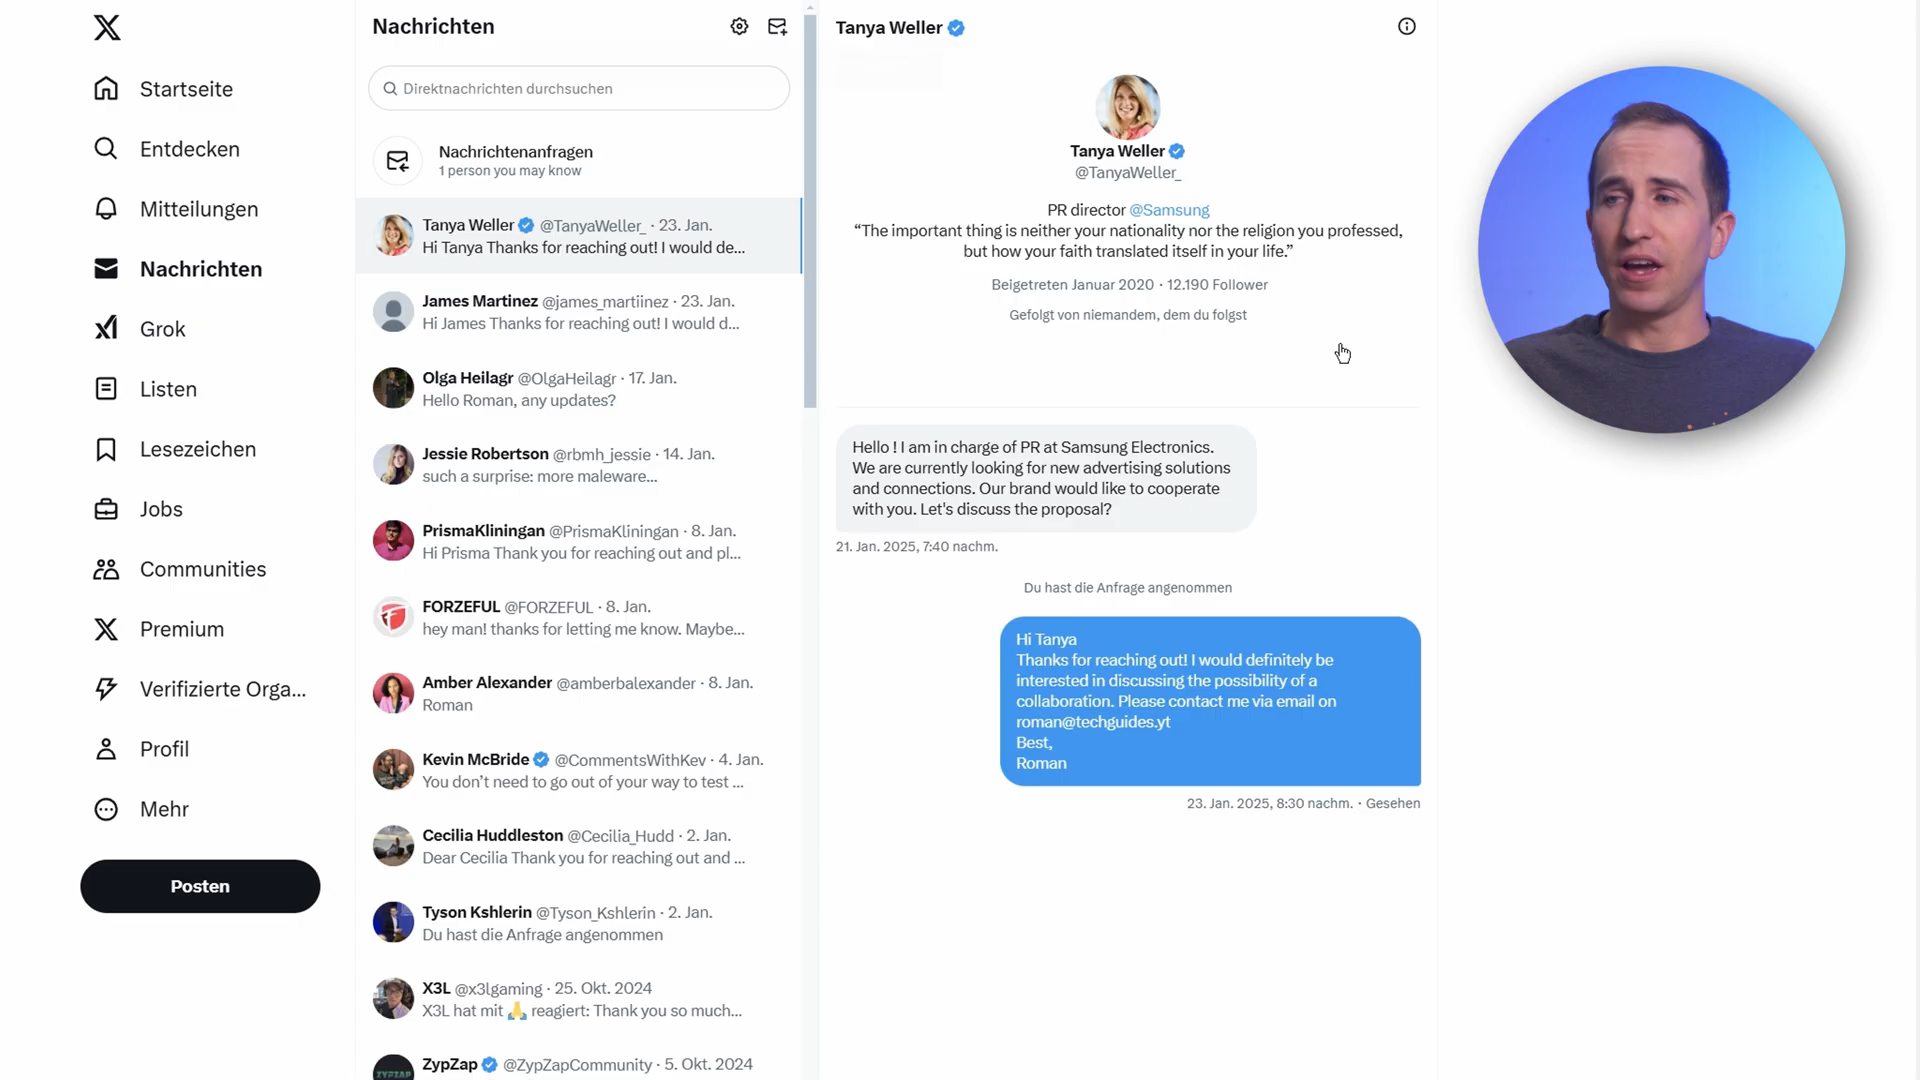 Startseite
Entdecken
Mitteilungen
Nachrichten
Grok
Listen
Lesezeichen
Jobs
Communities
Premium
Verifizierte Orga...
Profil
Mehr
Posten
Nachrichten
Direktnachrichten durchsuchen
Nachrichtenanfragen
1 person you may know
Tanya Weller @TanyaWeller_ · 23. Jan.
Hi Tanya Thanks for reaching out! I would de...
James Martinez @james_martiinez · 23. Jan.
Hi James Thanks for reaching out! I would d...
Olga Heilagr @OlgaHeilagr · 17. Jan.
Hello Roman, any updates?
Jessie Robertson @rbmh_jessie · 14. Jan.
such a surprise: more maleware...
PrismaKliningan @PrismaKliningan · 8. Jan.
Hi Prisma Thank you for reaching out and pl...
FORZEFUL @FORZEFUL · 8. Jan.
hey man! thanks for letting me know. Maybe...
Amber Alexander @amberbalexander · 8. Jan.
Roman
Kevin McBride @CommentsWithKev · 4. Jan.
You don’t need to go out of your way to test ...
Cecilia Huddleston @Cecilia_Hudd · 2. Jan.
Dear Cecilia Thank you for reaching out and ...
Tyson Kshlerin @Tyson_Kshlerin · 2. Jan.
Du hast die Anfrage angenommen
X3L @x3lgaming · 25. Okt. 2024
X3L hat mit 🙏 reagiert: Thank you so much...
ZypZap @ZypZapCommunity · 5. Okt. 2024
ZYPZAP
Tanya Weller
Tanya Weller
@TanyaWeller_
PR director @Samsung
“The important thing is neither your nationality nor the religion you professed,
but how your faith translated itself in your life.”
Beigetreten Januar 2020 · 12.190 Follower
Gefolgt von niemandem, dem du folgst
Hello ! I am in charge of PR at Samsung Electronics.
We are currently looking for new advertising solutions
and connections. Our brand would like to cooperate
with you. Let's discuss the proposal?
21. Jan. 2025, 7:40 nachm.
Du hast die Anfrage angenommen
Hi Tanya
Thanks for reaching out! I would definitely be
interested in discussing the possibility of a
collaboration. Please contact me via email on
roman@techguides.yt
Best,
Roman
23. Jan. 2025, 8:30 nachm. · Gesehen